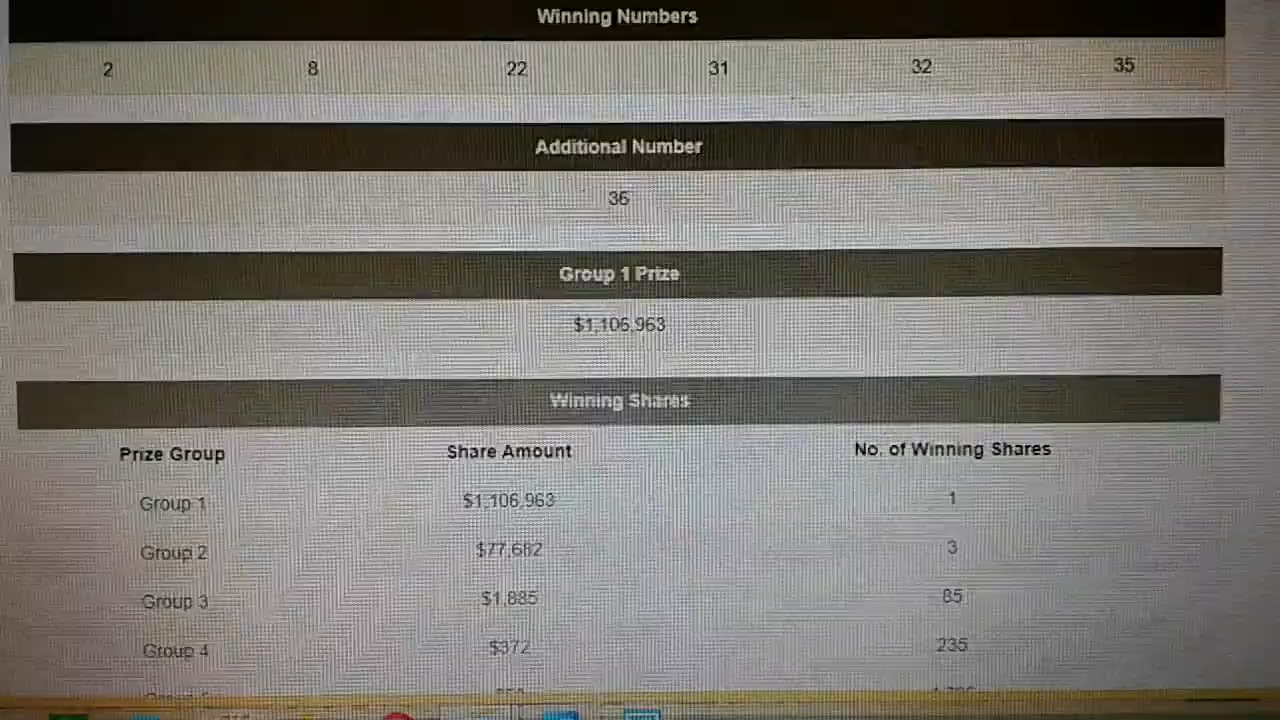 Winning Numbers
2 8 22 31 32 35
Additional Number
36
Group 1 Prize
$1,106,963
Winning Shares
Prize Group Share Amount No. of Winning Shares
Group 1 $1,106,963 1
Group 2 $77,682 3
Group 3 $1,885 85
Group 4 $372 235